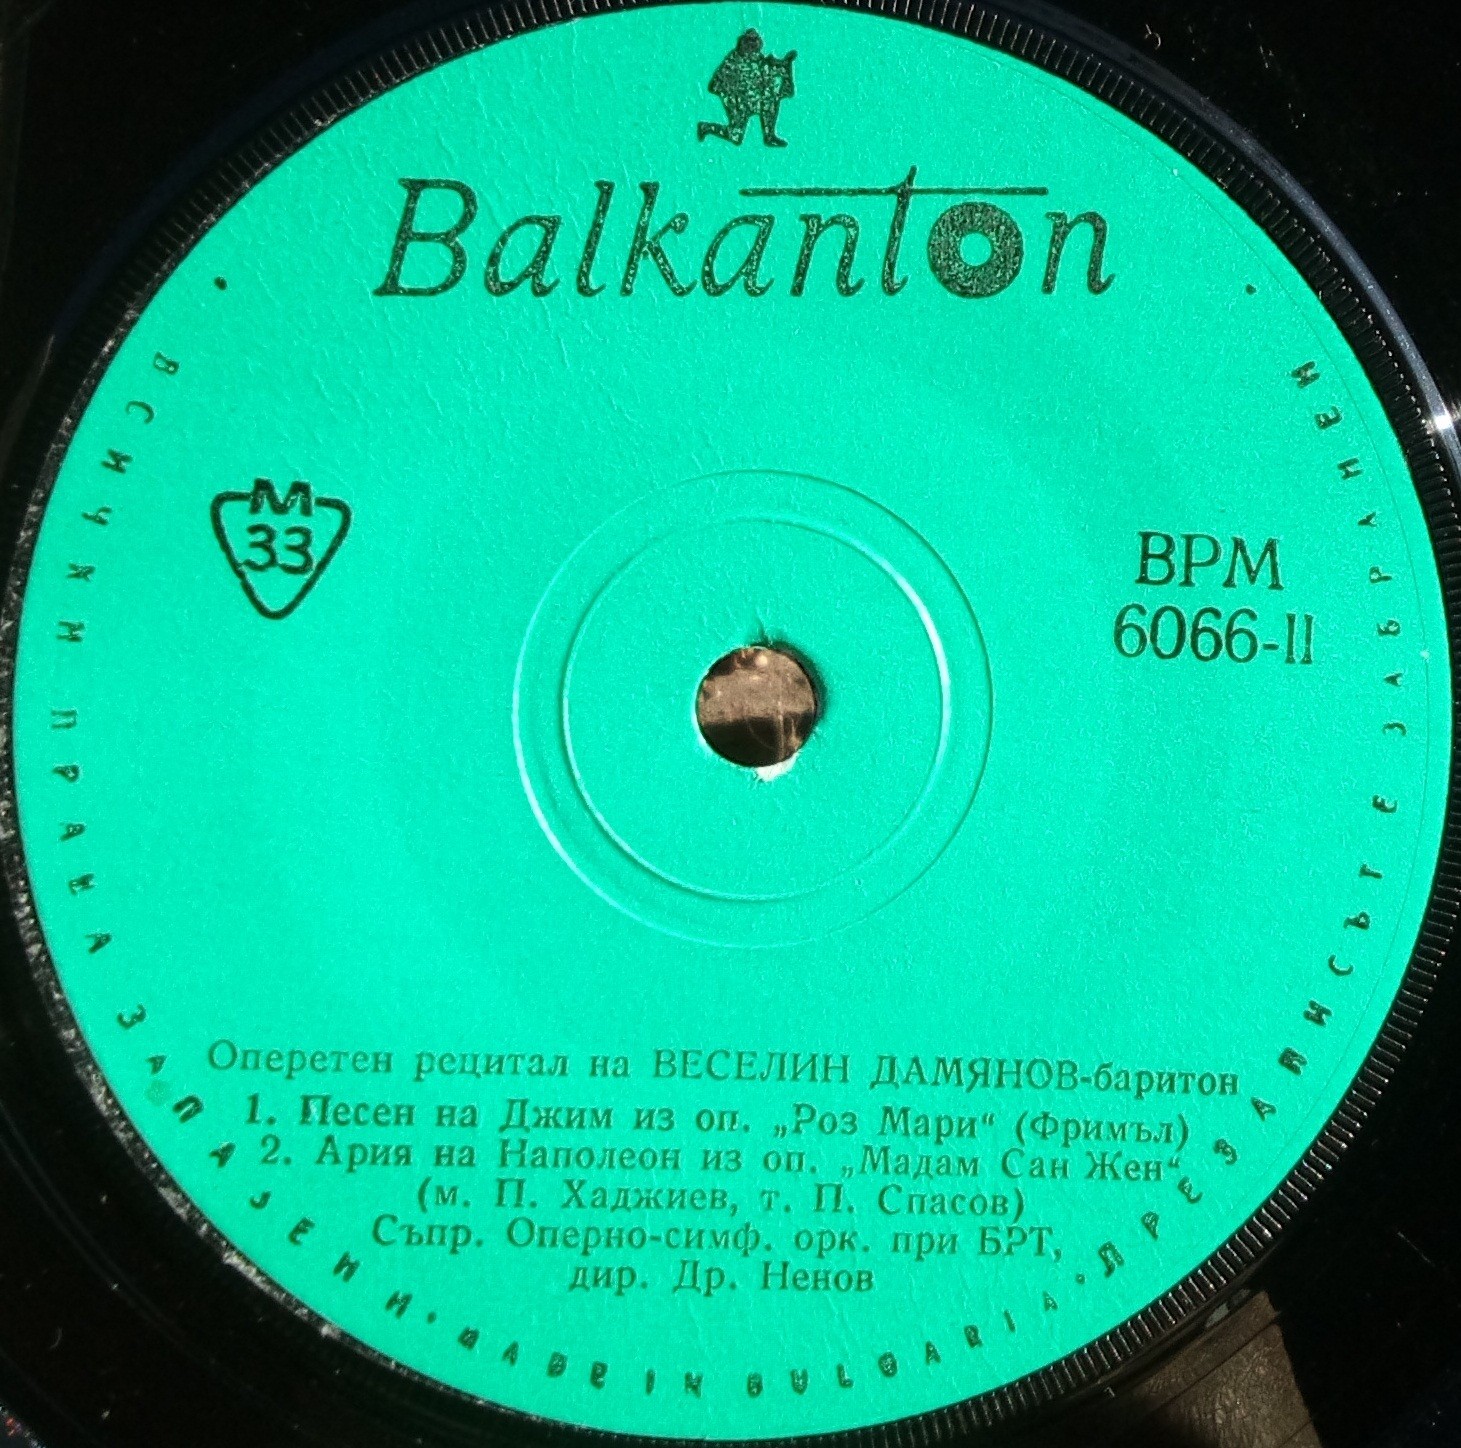 Balkanton
М
33
ВРМ
6066-II
Оперетен рецитал на ВЕСЕЛИН ДАМЯНОВ-баритон
1. Песен на Джим из оп. „Роз Мари“ (Фримъл)
2. Ария на Наполеон из оп. „Мадам Сан Жен“
(м. П. Хаджиев, т. П. Спасов)
Съпр. Оперно-симф. орк. при БРТ,
дир. Др. Ненов
ВСИЧКИ ПРАВА ЗАПАЗЕНИ · MADE IN BULGARIA · ПРЕЗАПИСЪТ Е ЗАБРАНЕН